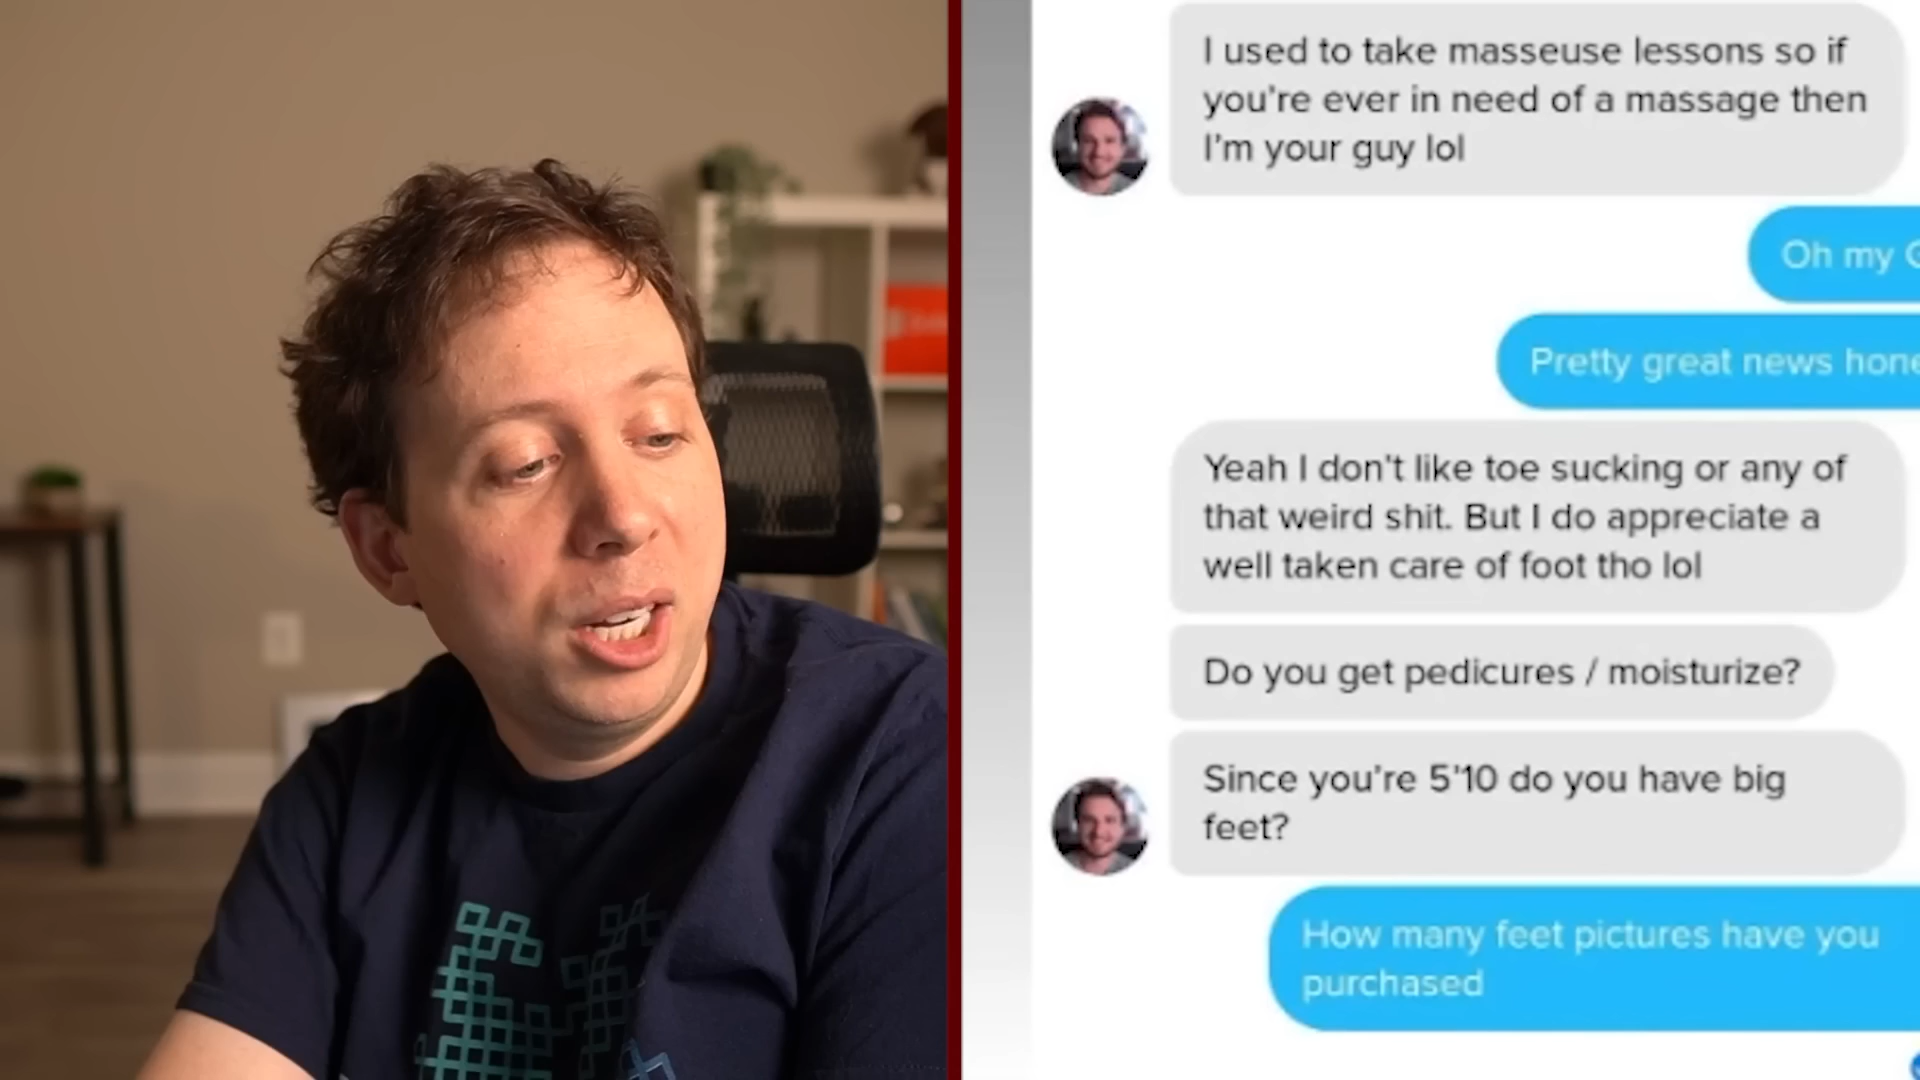 I used to take masseuse lessons so if
you're ever in need of a massage then
I'm your guy lol
Oh my
Pretty great news
Yeah I don't like toe sucking or any of
that weird shit. But I do appreciate a
well taken care of foot tho lol
Do you get pedicures / moisturize?
Since you're 5'10 do you have big
feet?
How many feet pictures have you
purchased